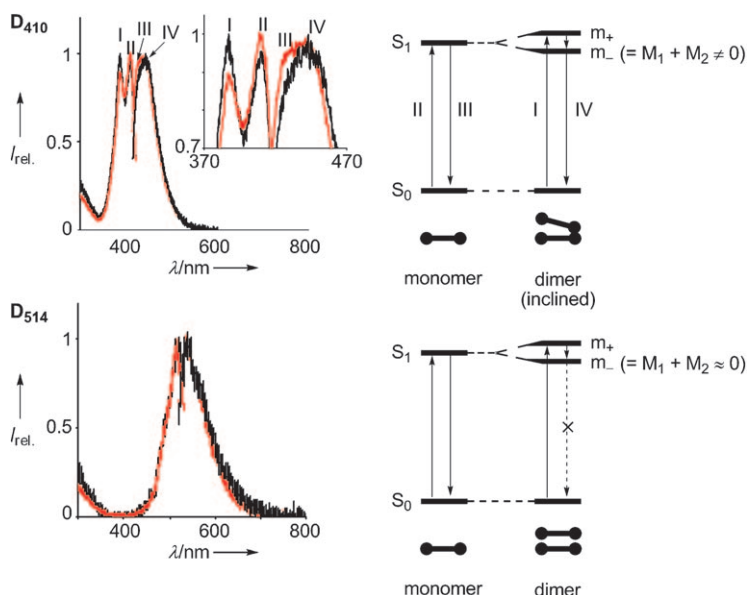 D410
I II III IV
1
0.5
0
Irel.
400 600 800
λ/nm
I II III IV
1
0.7
370 470
S1
m+
m− (= M1 + M2 ≠ 0)
II III I IV
S0
monomer
dimer
(inclined)
D514
1
0.5
0
Irel.
400 600 800
λ/nm
S1
m+
m− (= M1 + M2 ≈ 0)
S0
monomer
dimer